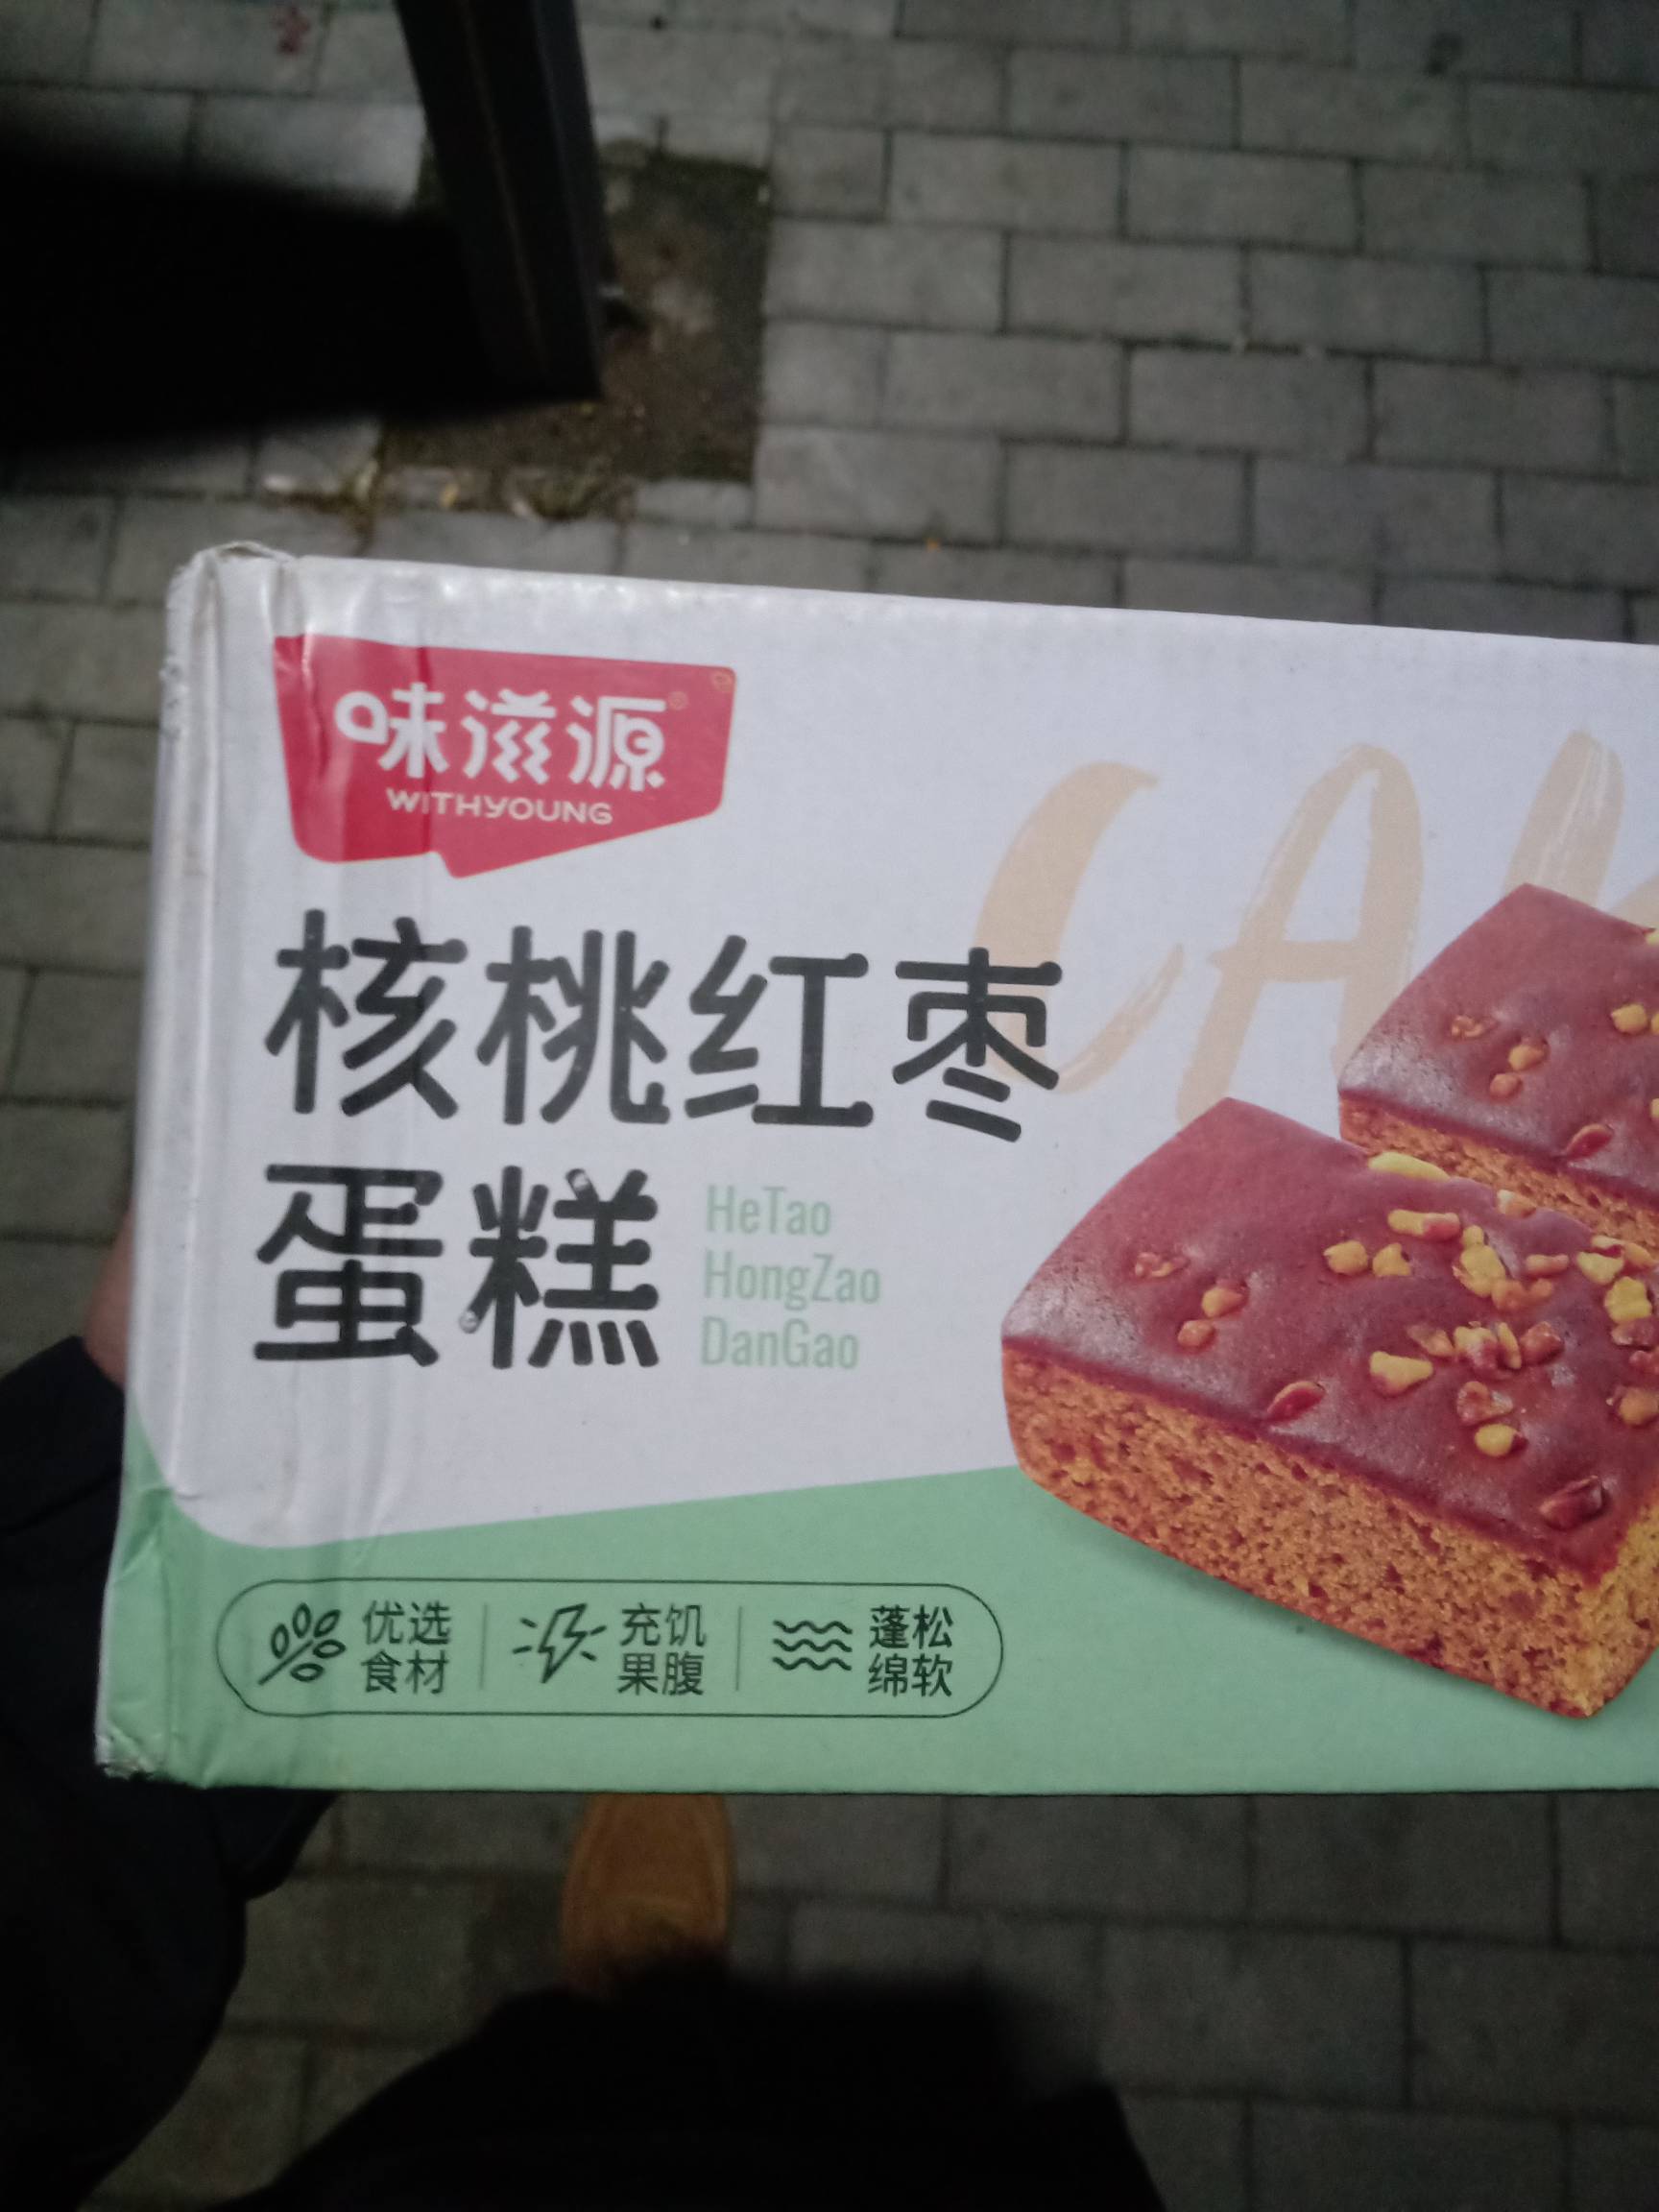 味滋源®
WITHYOUNG
核桃红枣
蛋糕
HeTao
HongZao
DanGao
CA
优选
食材
充饥
果腹
蓬松
绵软